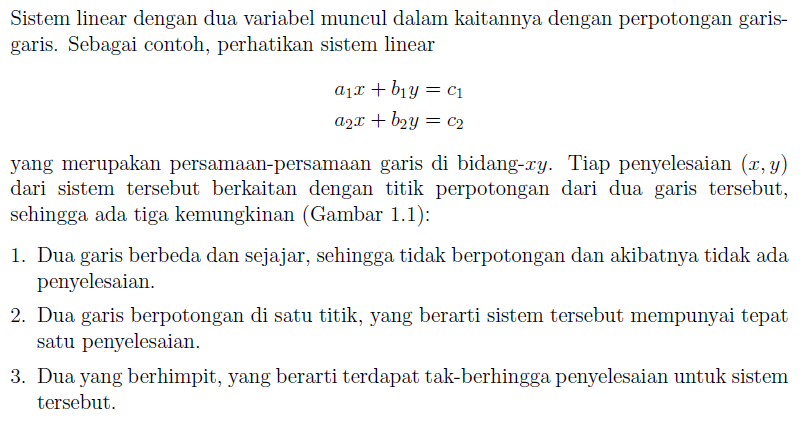 Sistem linear dengan dua variabel muncul dalam kaitannya dengan perpotongan garis-
garis. Sebagai contoh, perhatikan sistem linear
a₁x + b₁y = c₁
a₂x + b₂y = c₂
yang merupakan persamaan-persamaan garis di bidang-xy. Tiap penyelesaian (x, y)
dari sistem tersebut berkaitan dengan titik perpotongan dari dua garis tersebut,
sehingga ada tiga kemungkinan (Gambar 1.1):
1. Dua garis berbeda dan sejajar, sehingga tidak berpotongan dan akibatnya tidak ada
penyelesaian.
2. Dua garis berpotongan di satu titik, yang berarti sistem tersebut mempunyai tepat
satu penyelesaian.
3. Dua yang berhimpit, yang berarti terdapat tak-berhingga penyelesaian untuk sistem
tersebut.